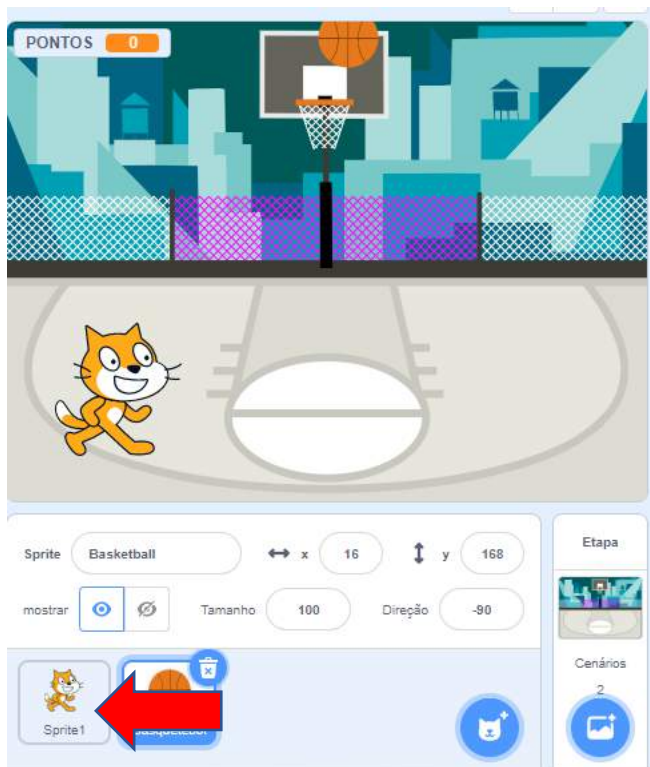 PONTOS 0
Sprite Basketball x 16 y 168
mostrar Tamanho 100 Direção -90
Etapa
Cenários
2
Sprite1